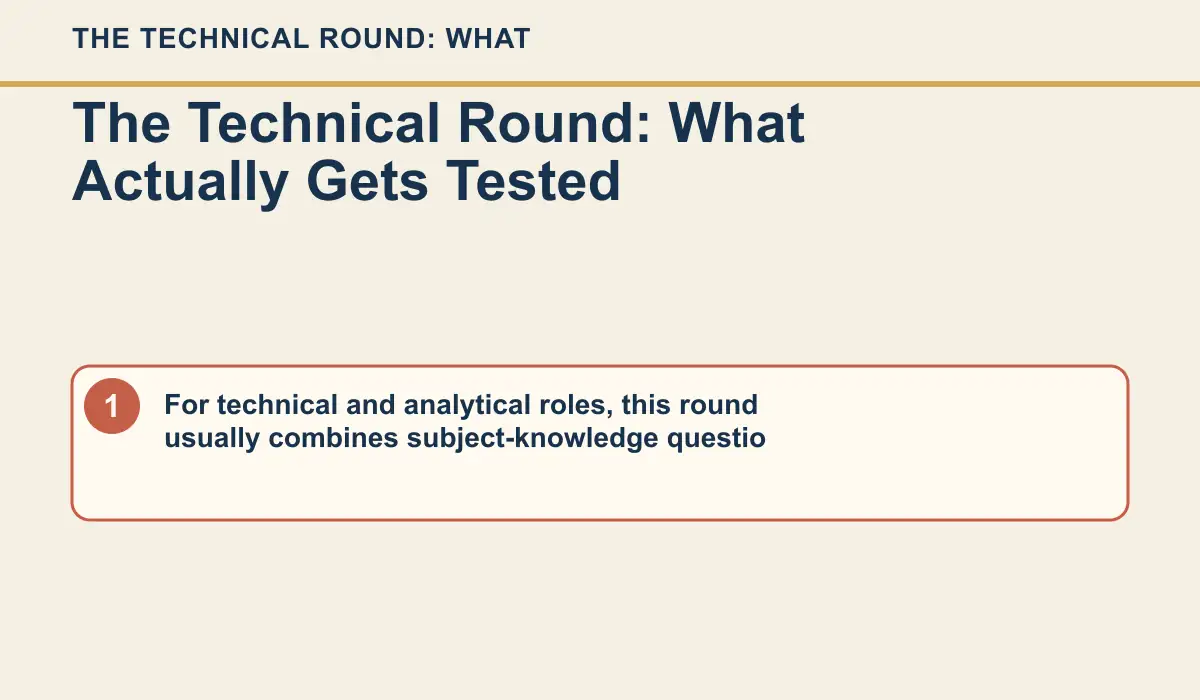 THE TECHNICAL ROUND: WHAT
The Technical Round: What
Actually Gets Tested
1
For technical and analytical roles, this round
usually combines subject-knowledge questio